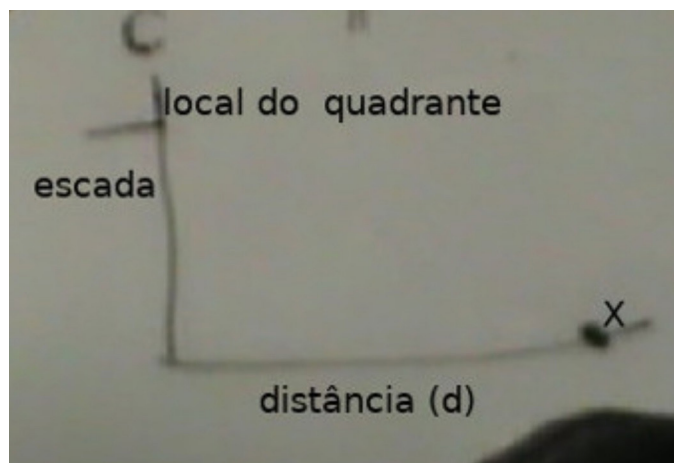 C
local do quadrante
escada
X
distância (d)